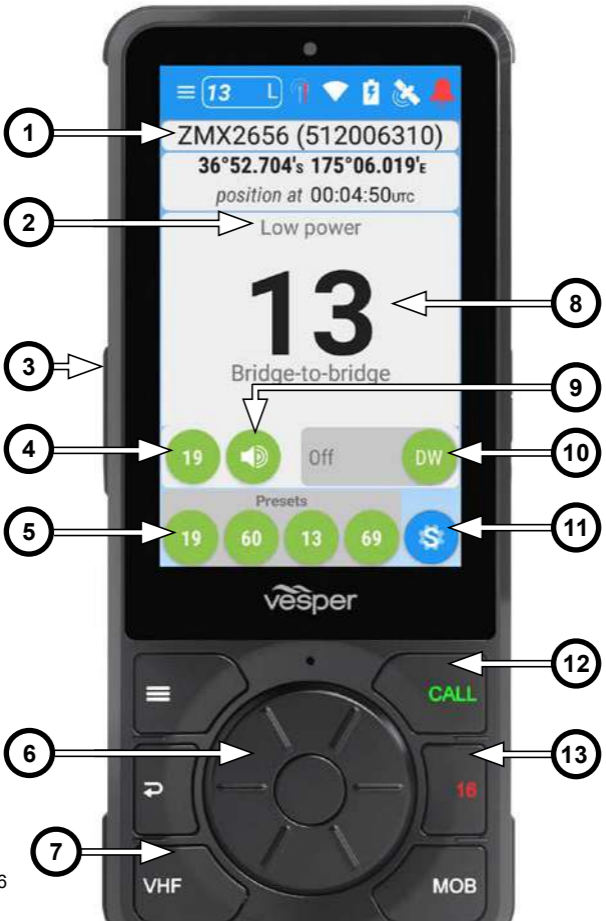 13 L
1
ZMX2656 (512006310)
36°52.704's 175°06.019'E
position at 00:04:50UTC
2
Low power
13
8
3
Bridge-to-bridge
9
4
19
Off
DW
10
Presets
5
19 60 13 69 S
11
vesper
12
CALL
6
16
13
7
VHF
MOB
6